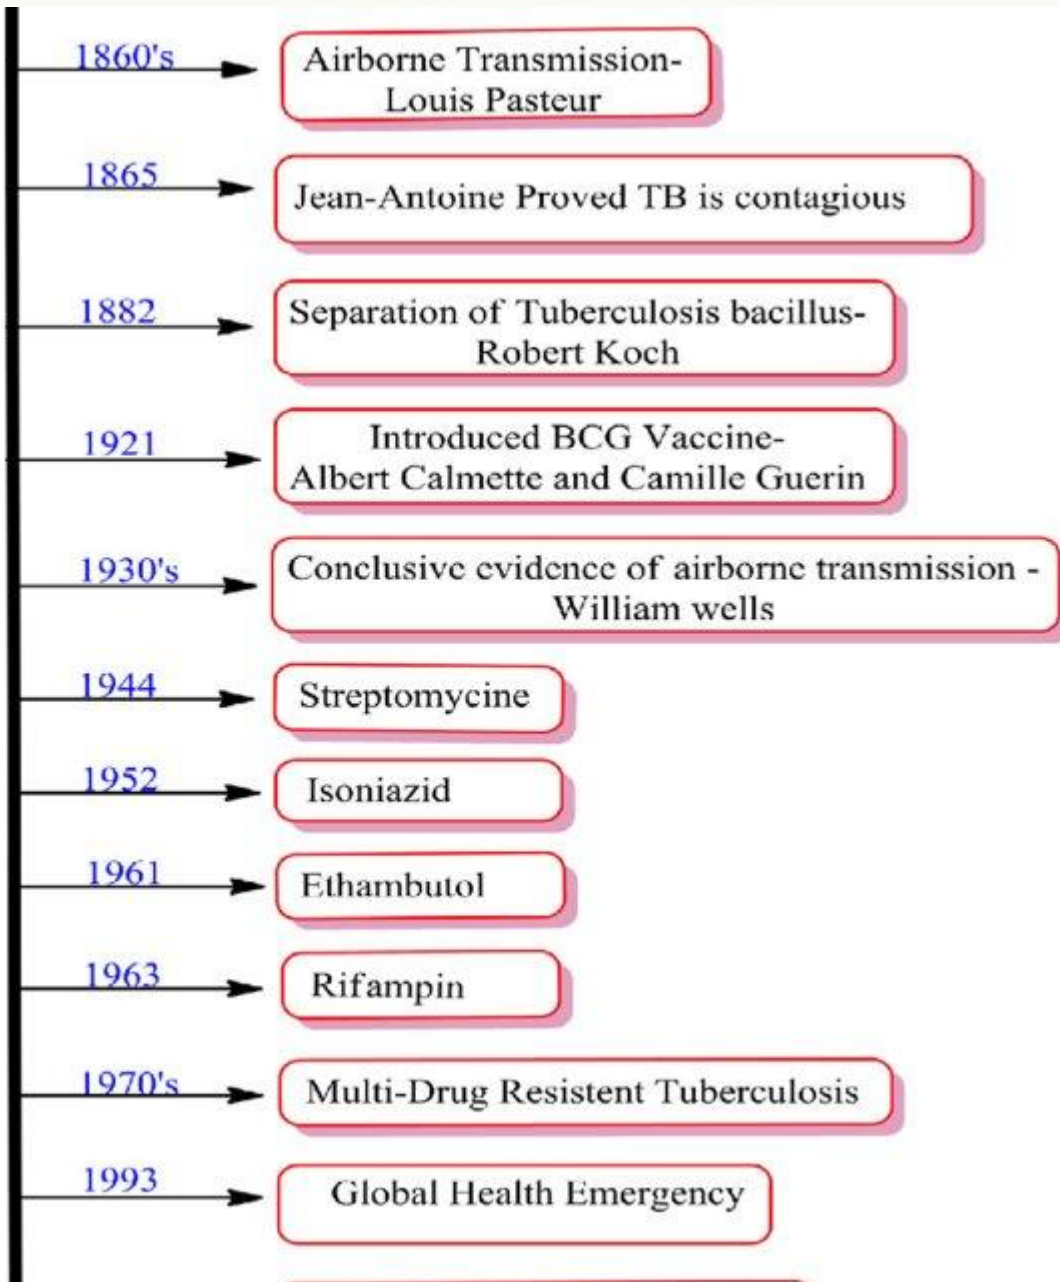 1860's
Airborne Transmission-
Louis Pasteur
1865
Jean-Antoine Proved TB is contagious
1882
Separation of Tuberculosis bacillus-
Robert Koch
1921
Introduced BCG Vaccine-
Albert Calmette and Camille Guerin
1930's
Conclusive evidence of airborne transmission -
William wells
1944
Streptomycine
1952
Isoniazid
1961
Ethambutol
1963
Rifampin
1970's
Multi-Drug Resistent Tuberculosis
1993
Global Health Emergency